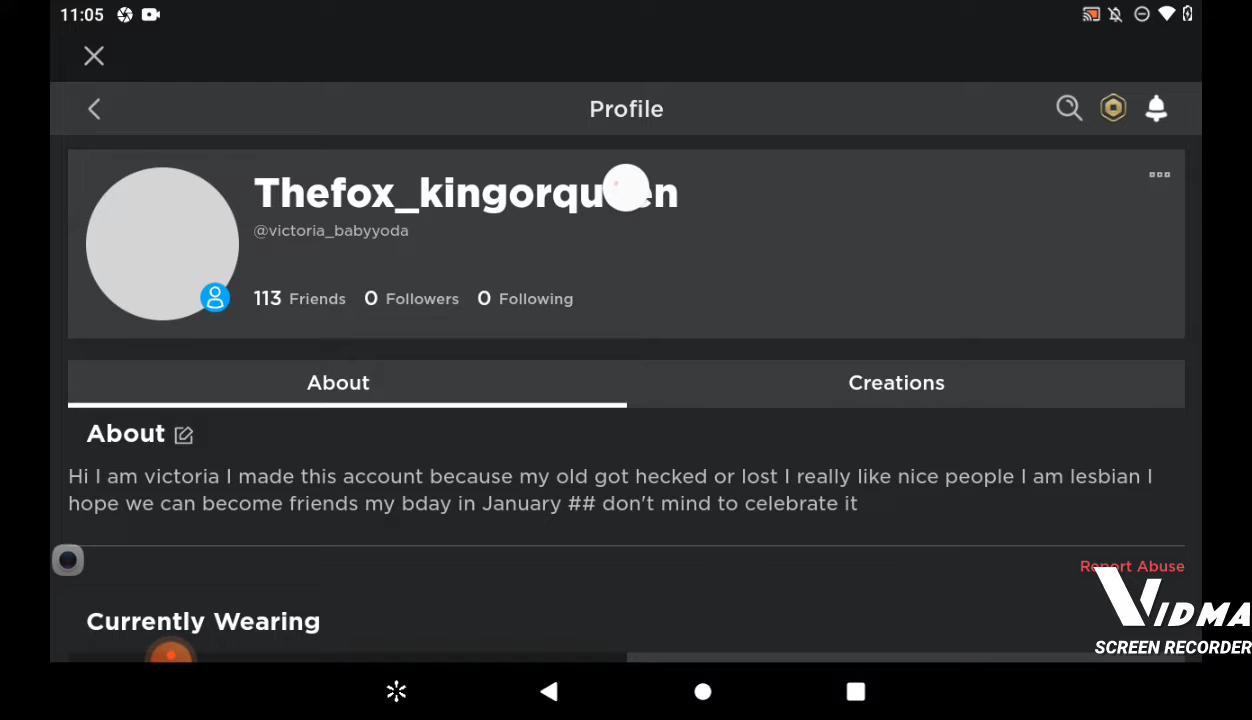 11:05
Profile
Thefox_kingorqueen
@victoria_babyyoda
113 Friends 0 Followers 0 Following
About Creations
About
Hi I am victoria I made this account because my old got hecked or lost I really like nice people I am lesbian I
hope we can become friends my bday in January ## don't mind to celebrate it
Report Abuse
Currently Wearing
VIDMA
SCREEN RECORDER